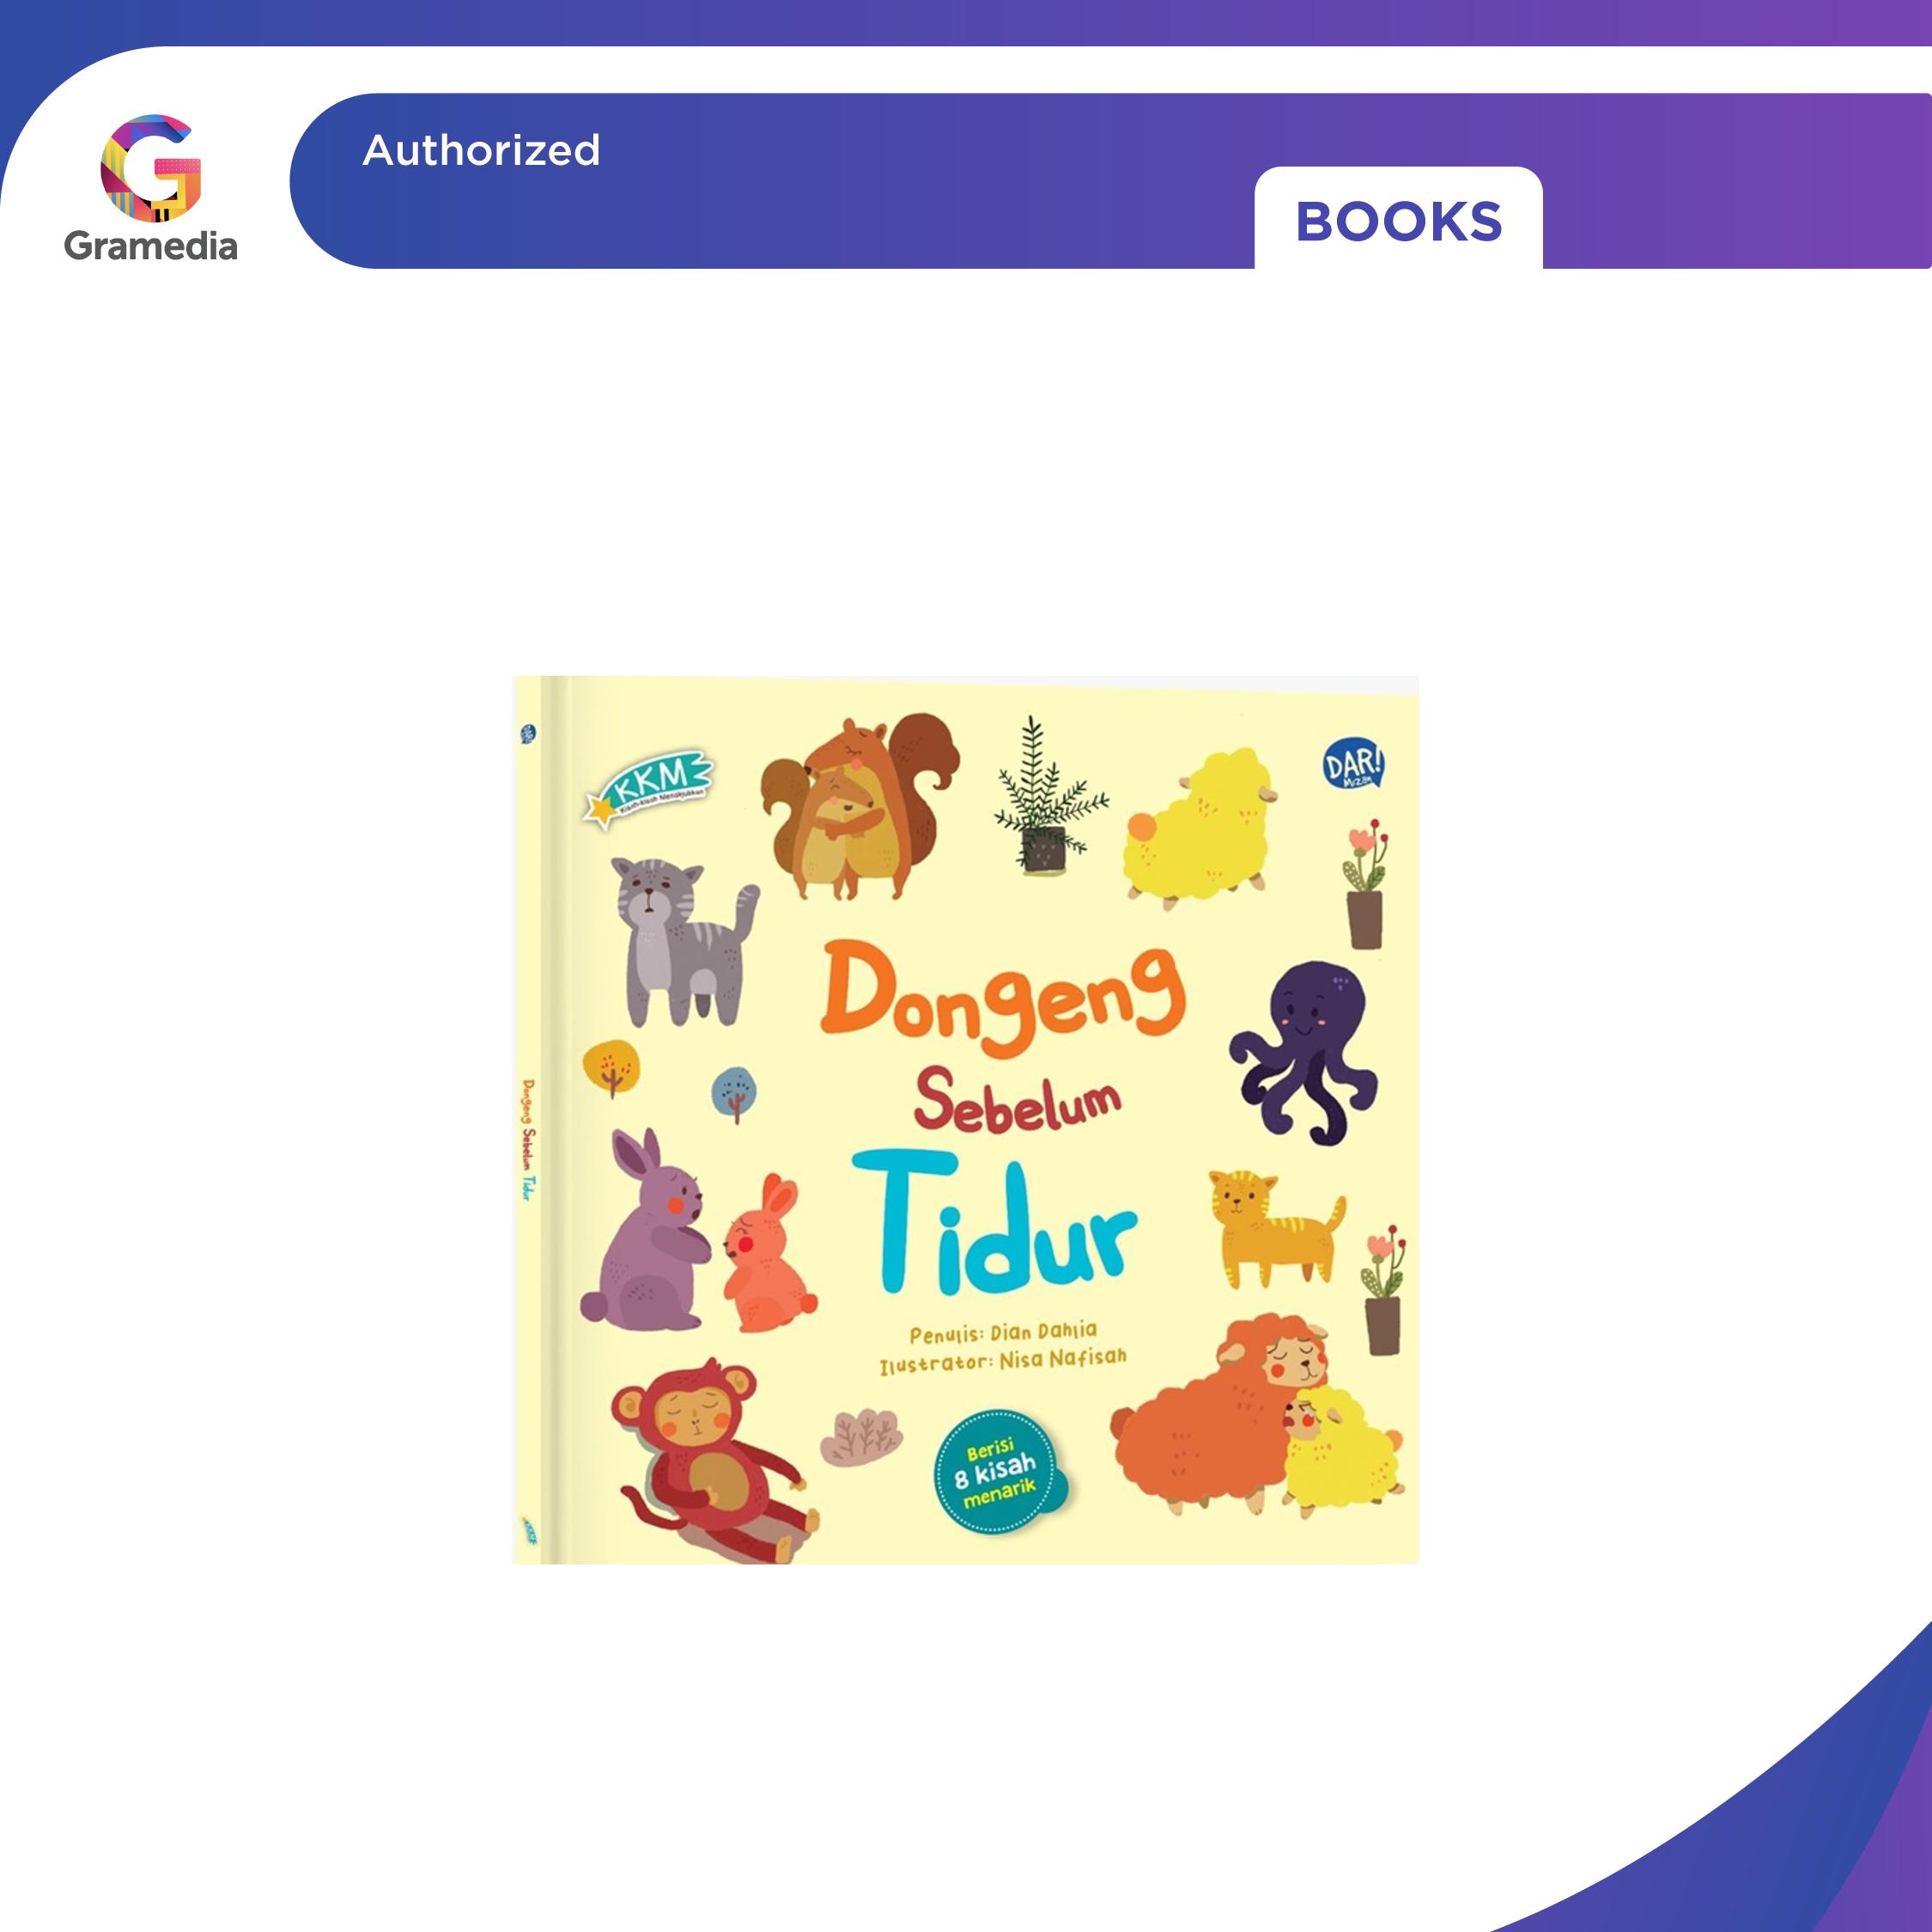 Gramedia
Authorized
BOOKS
KKM
Kisah-kisah Menakjubkan
DAR!
Mizan
Dongeng
Sebelum
Tidur
Penulis: Dian Dahlia
Ilustrator: Nisa Nafisah
Berisi
8 kisah
menarik
DAR!
Dongeng Sebelum Tidur